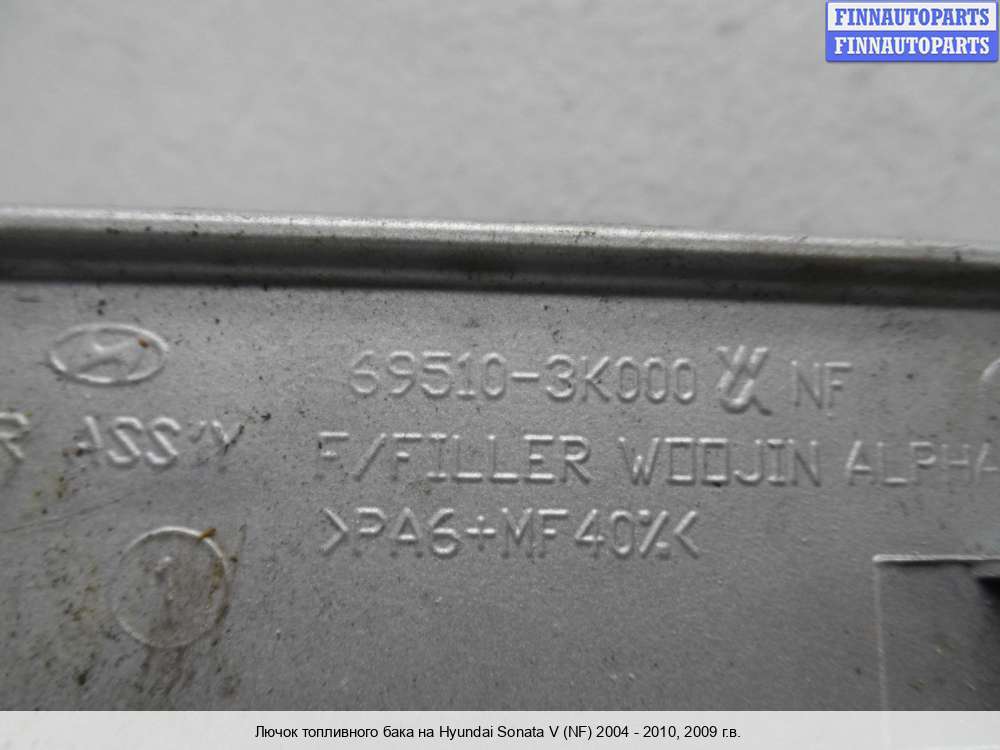 FINNAUTOPARTS
FINNAUTOPARTS
69510-3K000 NF
R ASS'Y F/FILLER WOOJIN ALPHA
>PA6+MF40%<
Лючок топливного бака на Hyundai Sonata V (NF) 2004 - 2010, 2009 г.в.